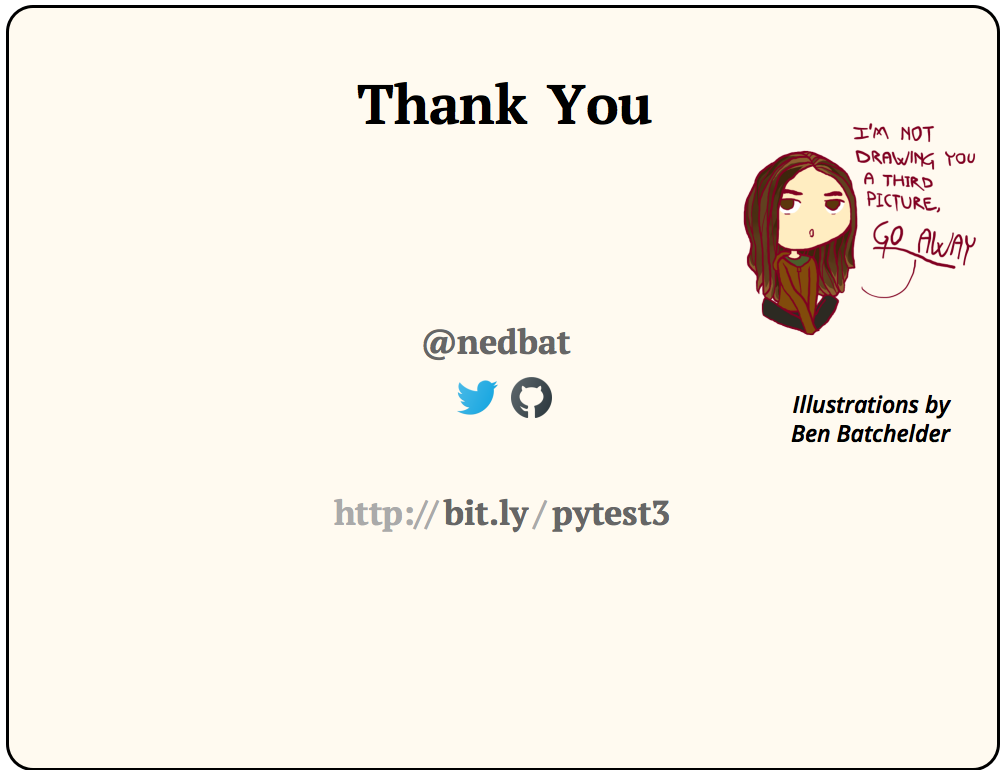 Thank You
I'M NOT
DRAWING YOU
A THIRD
PICTURE,
GO AWAY
@nedbat
Illustrations by
Ben Batchelder
http://bit.ly/pytest3